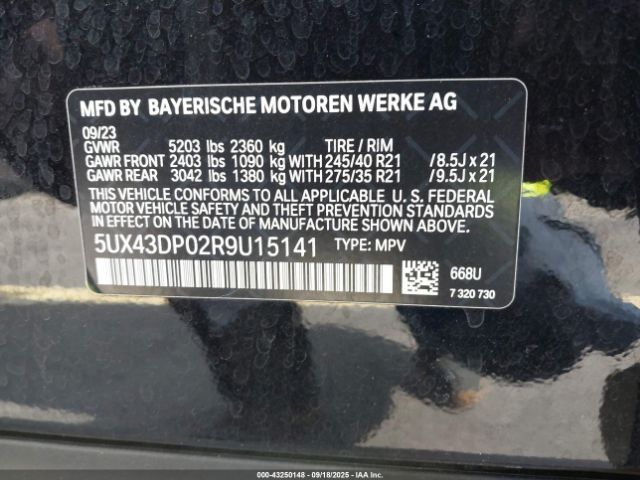 MFD BY BAYERISCHE MOTOREN WERKE AG
09/23
GVWR 5203 lbs 2360 kg TIRE / RIM
GAWR FRONT 2403 lbs 1090 kg WITH 245/40 R21 /8.5J x 21
GAWR REAR 3042 lbs 1380 kg WITH 275/35 R21 /9.5J x 21
THIS VEHICLE CONFORMS TO ALL APPLICABLE U. S. FEDERAL
MOTOR VEHICLE SAFETY AND THEFT PREVENTION STANDARDS
IN EFFECT ON THE DATE OF MANUFACTURE SHOWN ABOVE.
5UX43DP02R9U15141 TYPE: MPV
668U
7 320 730
000-43250148 - 09/18/2025 - IAAI.COM